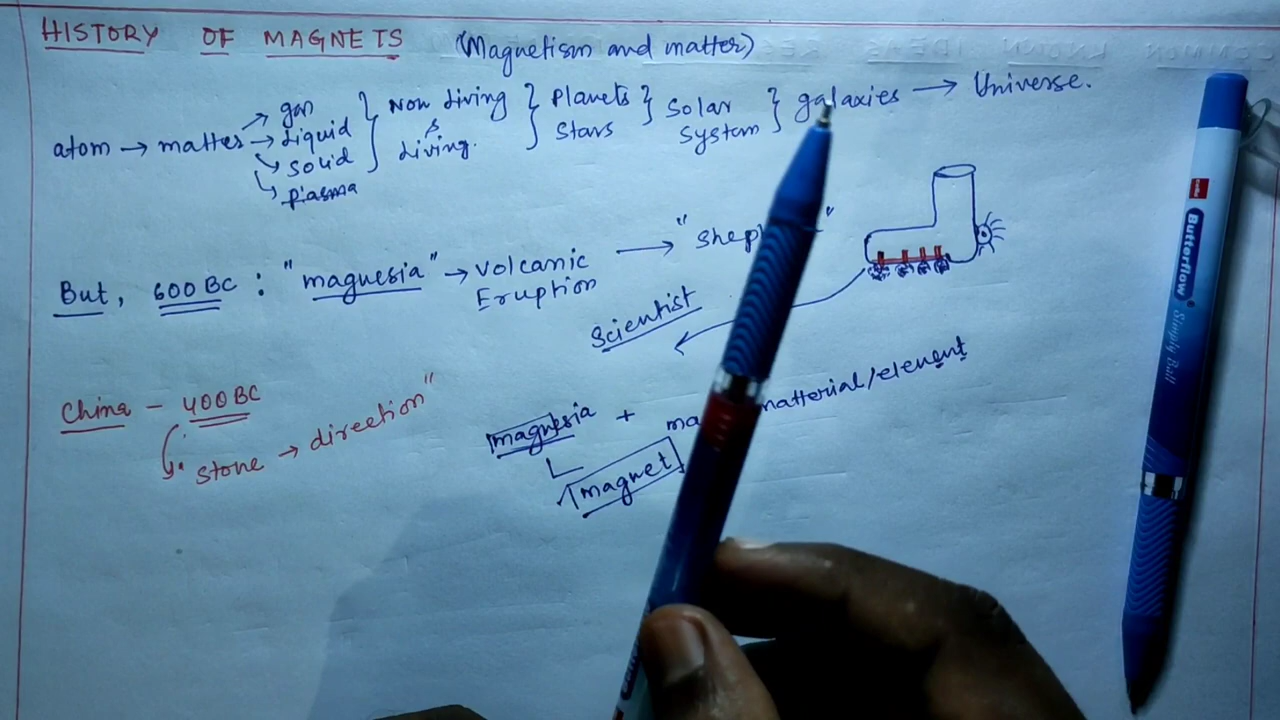 HISTORY OF MAGNETS (Magnetism and matter)
atom → matter → gas
→ Liquid
→ solid
→ plasma
Non living
&
living.
Planets
Stars
Solar
System
galaxies → Universe.
But, 600 BC : "magnesia" → volcanic
Eruption
→ "
Scientist
China - 400 BC
stone → direction"
magnesia + matterial/element
magnet
cello
Butterflow
Simply Ball